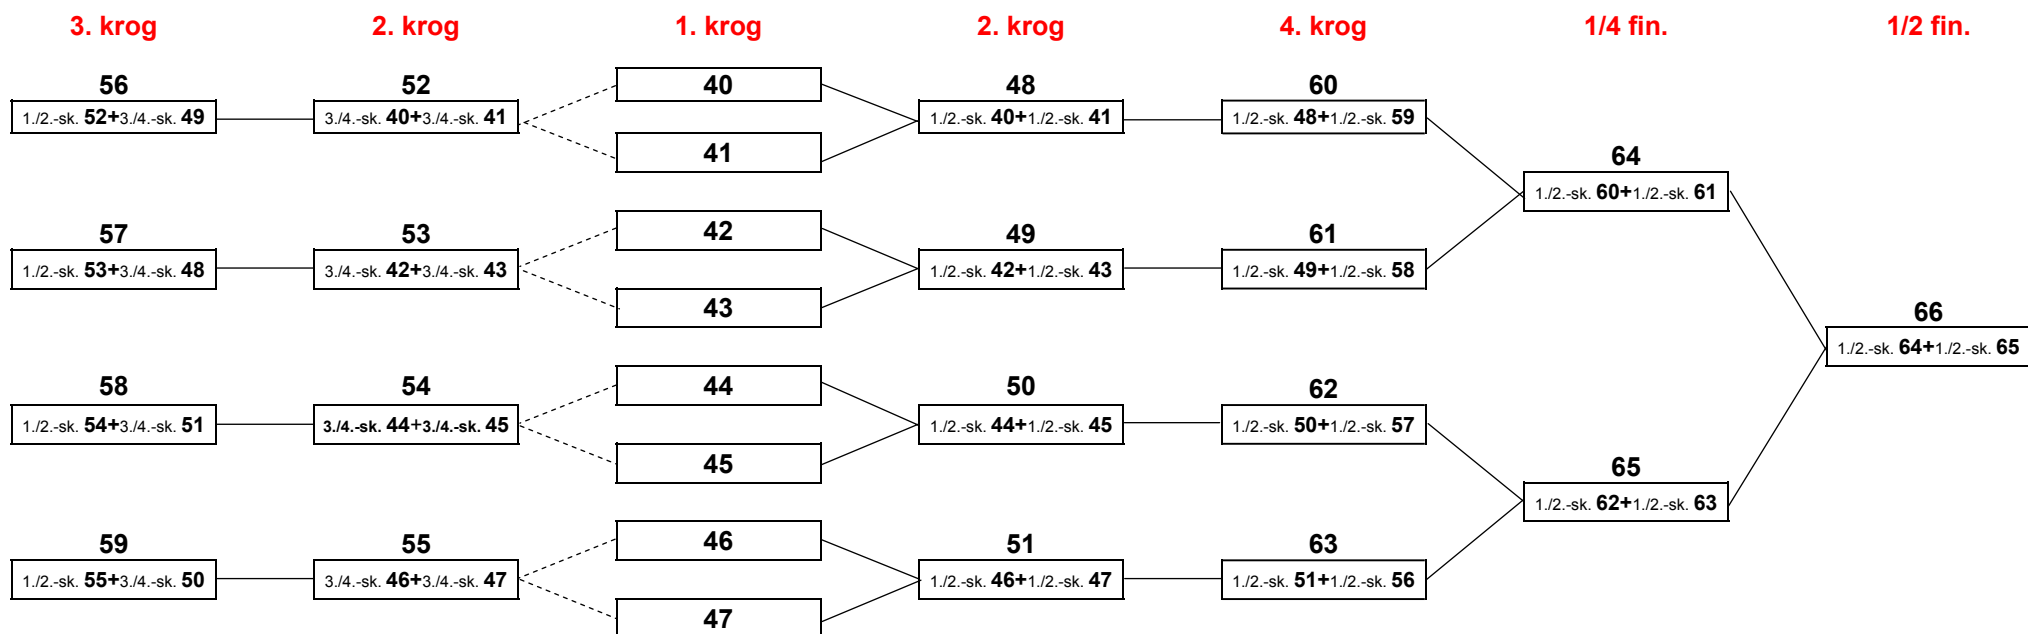 3. krog 2. krog 1. krog 2. krog 4. krog 1/4 fin. 1/2 fin.
56 52 40 48 60
1./2.-sk. 52+3./4.-sk. 49 3./4.-sk. 40+3./4.-sk. 41 1./2.-sk. 40+1./2.-sk. 41 1./2.-sk. 48+1./2.-sk. 59
41 64
1./2.-sk. 60+1./2.-sk. 61
57 53 42 49 61
1./2.-sk. 53+3./4.-sk. 48 3./4.-sk. 42+3./4.-sk. 43 1./2.-sk. 42+1./2.-sk. 43 1./2.-sk. 49+1./2.-sk. 58
43 66
1./2.-sk. 64+1./2.-sk. 65
58 54 44 50 62
1./2.-sk. 54+3./4.-sk. 51 3./4.-sk. 44+3./4.-sk. 45 1./2.-sk. 44+1./2.-sk. 45 1./2.-sk. 50+1./2.-sk. 57
45 65
1./2.-sk. 62+1./2.-sk. 63
59 55 46 51 63
1./2.-sk. 55+3./4.-sk. 50 3./4.-sk. 46+3./4.-sk. 47 1./2.-sk. 46+1./2.-sk. 47 1./2.-sk. 51+1./2.-sk. 56
47